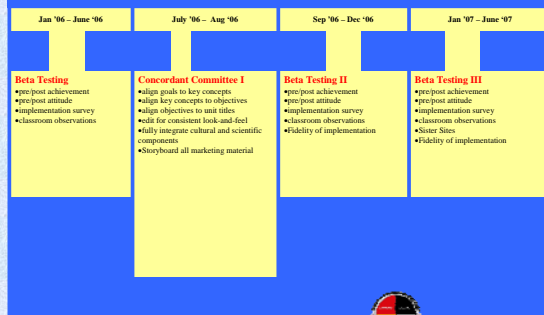 Jan '06 – June ‘06
Beta Testing
•pre/post achievement
•pre/post attitude
•implementation survey
•classroom observations
July '06 – Aug ‘06
Concordant Committee I
•align goals to key concepts
•align key concepts to objectives
•align objectives to unit titles
•edit for consistent look-and-feel
•fully integrate cultural and scientific
components
•Storyboard all marketing material
Sep ’06 – Dec ‘06
Beta Testing II
•pre/post achievement
•pre/post attitude
•implementation survey
•classroom observations
•Fidelity of implementation
Jan ’07 – June ‘07
Beta Testing III
•pre/post achievement
•pre/post attitude
•implementation survey
•classroom observations
•Sister Sites
•Fidelity of implementation